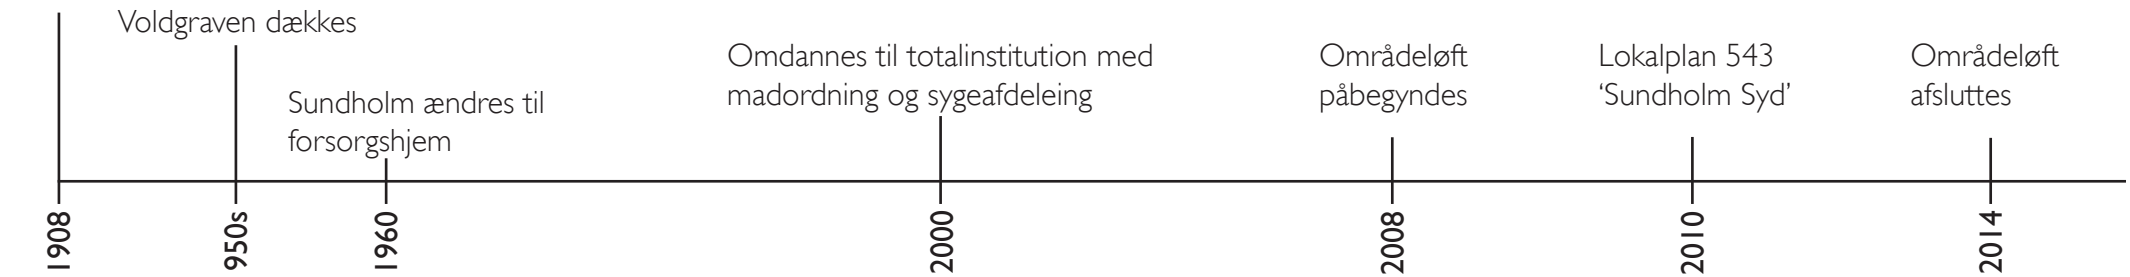 Voldgraven dækkes
Sundholm ændres til
forsorgshjem
Omdannes til totalinstitution med
madordning og sygeafdeleing
Områdeløft
påbegyndes
Lokalplan 543
‘Sundholm Syd’
Områdeløft
afsluttes
1908
950s
1960
2000
2008
2010
2014